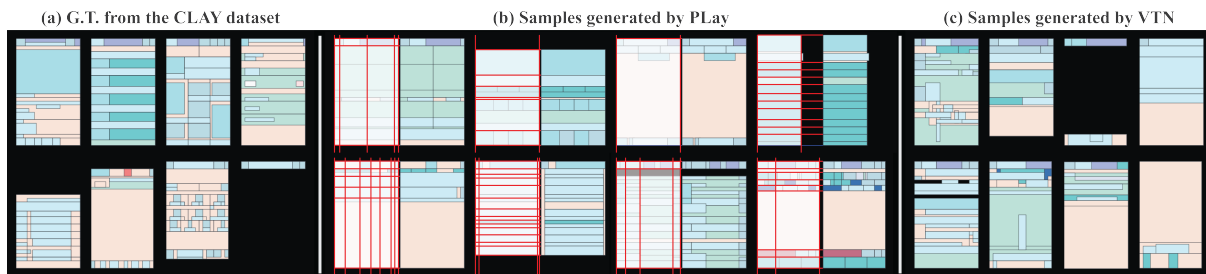 (a) G.T. from the CLAY dataset
(b) Samples generated by PLay
(c) Samples generated by VTN